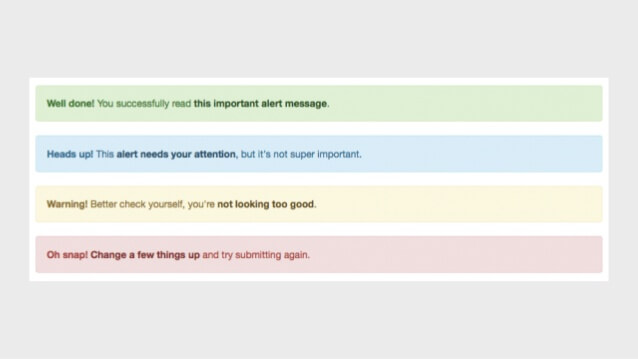 Well done! You successfully read this important alert message.
Heads up! This alert needs your attention, but it's not super important.
Warning! Better check yourself, you're not looking too good.
Oh snap! Change a few things up and try submitting again.